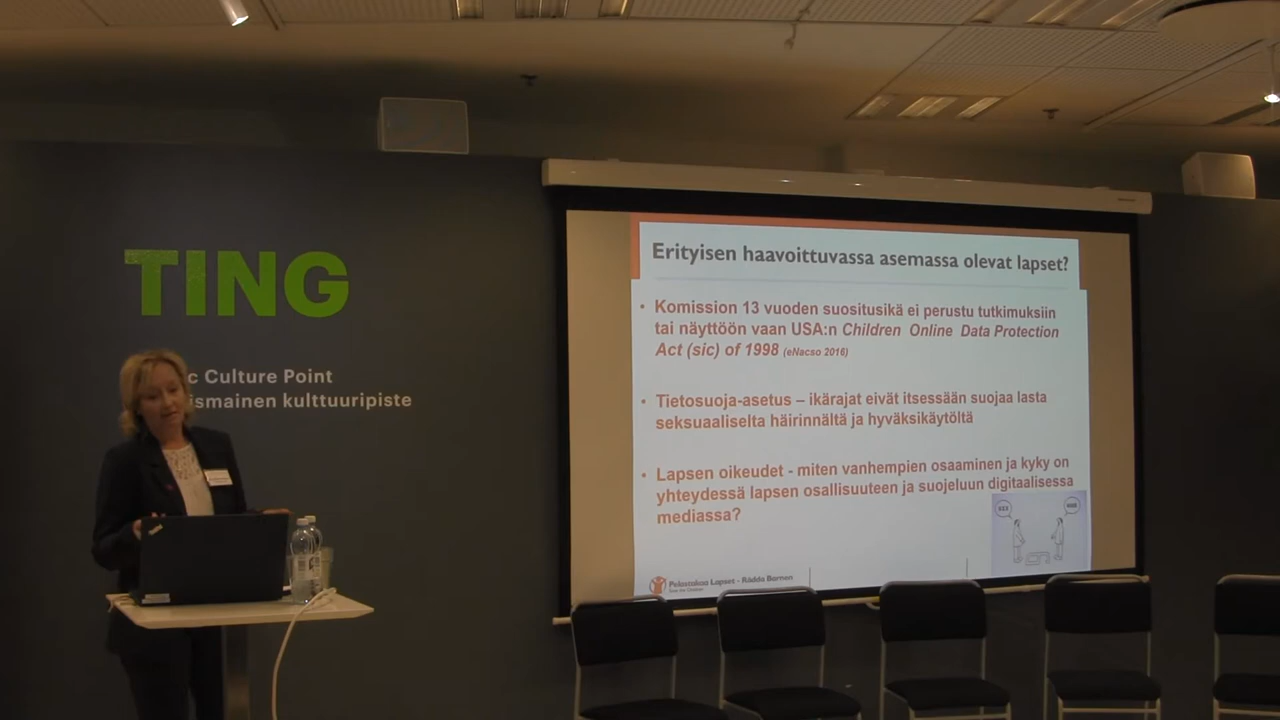 TING
c Culture Point
ismainen kulttuuripiste
Erityisen haavoittuvassa asemassa olevat lapset?
• Komission 13 vuoden suositusikä ei perustu tutkimuksiin
tai näyttöön vaan USA:n Children Online Data Protection
Act (sic) of 1998 (eNacso 2016)
• Tietosuoja-asetus – ikärajat eivät itsessään suojaa lasta
seksuaaliselta häirinnältä ja hyväksikäytöltä
• Lapsen oikeudet - miten vanhempien osaaminen ja kyky on
yhteydessä lapsen osallisuuteen ja suojeluun digitaalisessa
mediassa?
Pelastakaa Lapset - Rädda Barnen
Save the Children